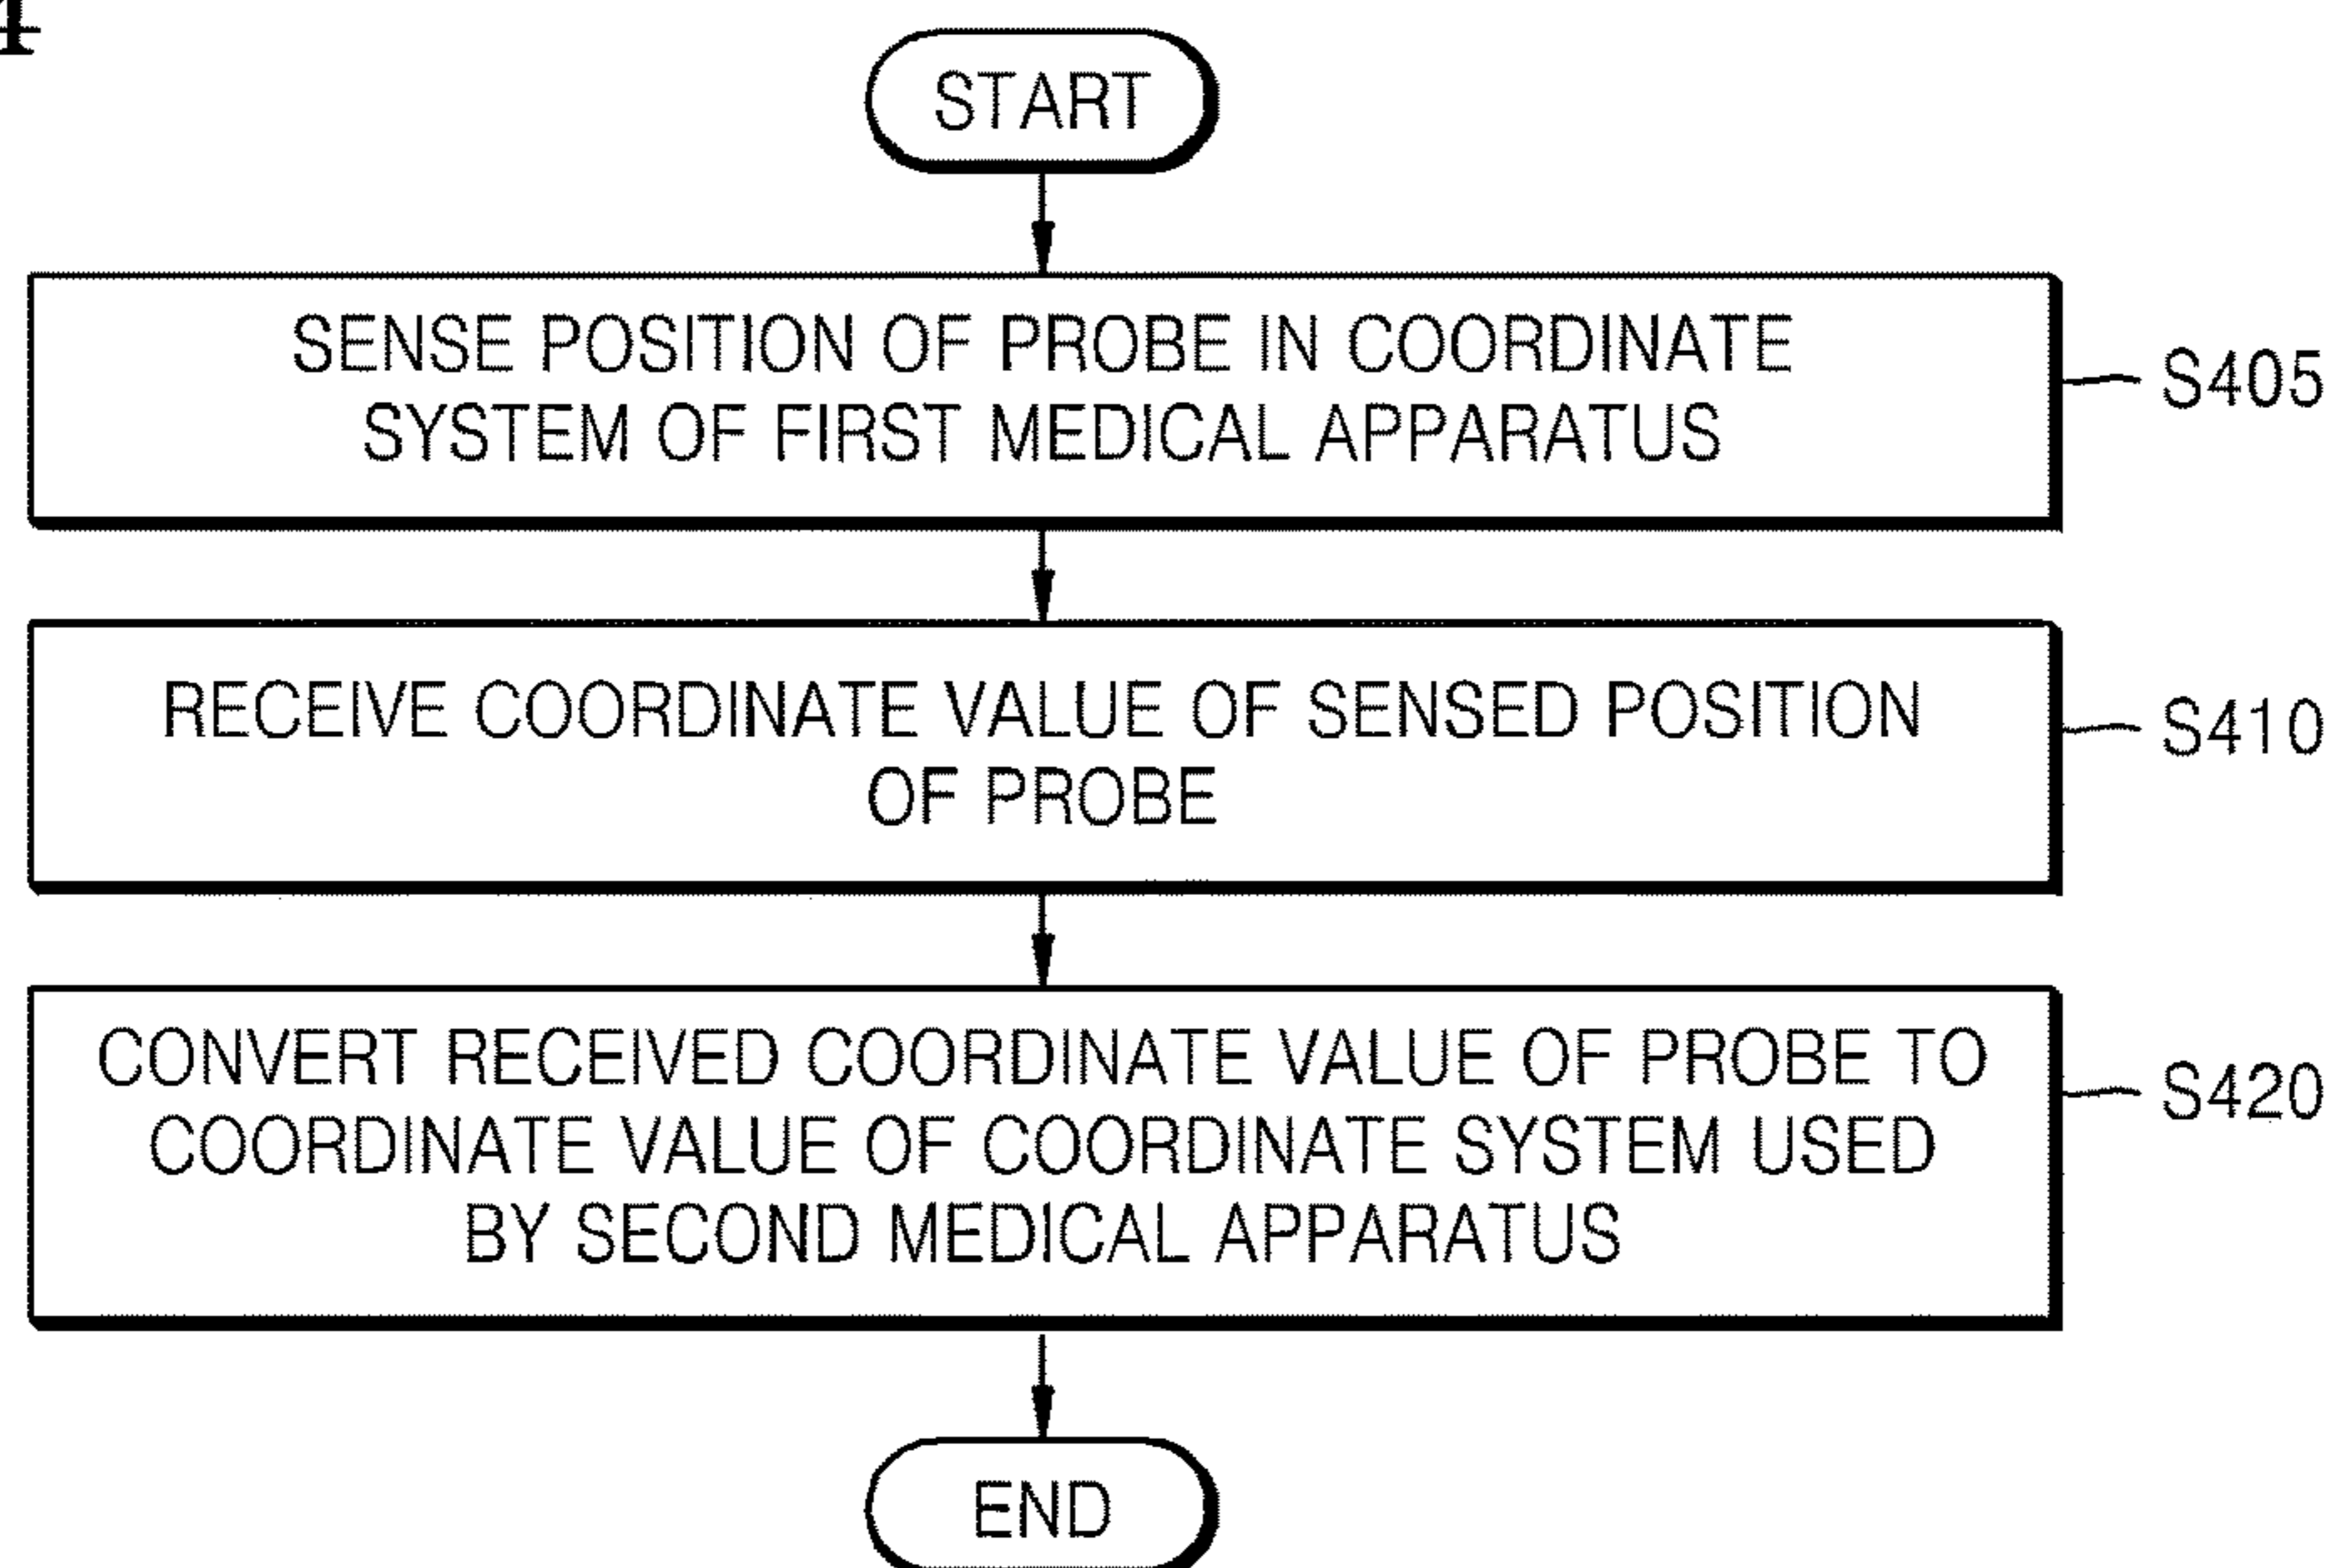 4
START
SENSE POSITION OF PROBE IN COORDINATE
SYSTEM OF FIRST MEDICAL APPARATUS
S405
RECEIVE COORDINATE VALUE OF SENSED POSITION
OF PROBE
S410
CONVERT RECEIVED COORDINATE VALUE OF PROBE TO
COORDINATE VALUE OF COORDINATE SYSTEM USED
BY SECOND MEDICAL APPARATUS
S420
END